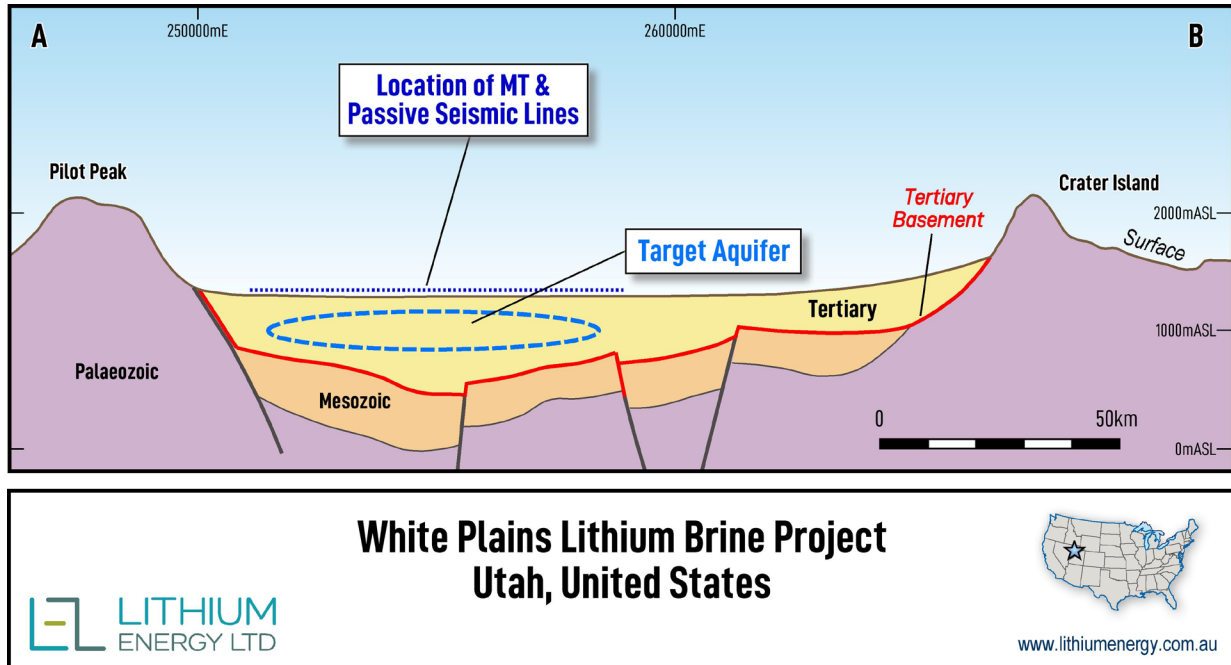 A
250000mE
260000mE
B
Location of MT &
Passive Seismic Lines
Pilot Peak
Crater Island
Tertiary
Basement
2000mASL
Surface
Target Aquifer
Tertiary
1000mASL
Palaeozoic
Mesozoic
0
50km
0mASL
White Plains Lithium Brine Project
Utah, United States
LITHIUM
ENERGY LTD
www.lithiumenergy.com.au